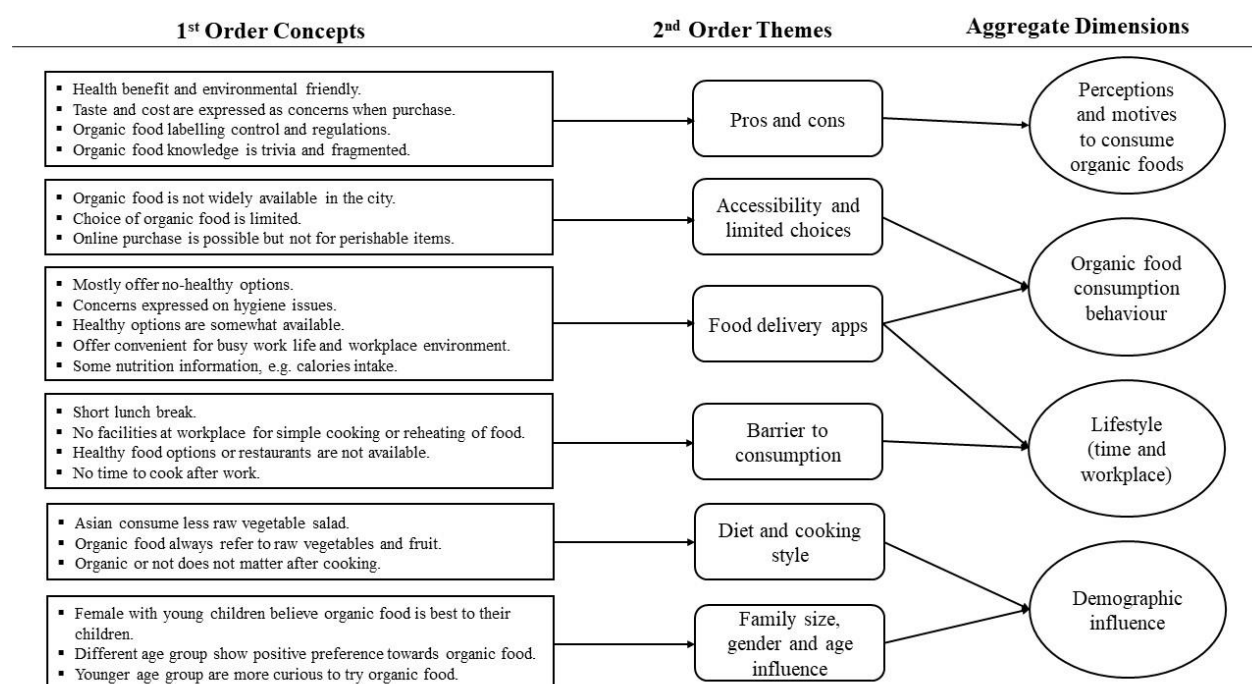 1st Order Concepts
2nd Order Themes
Aggregate Dimensions
▪ Health benefit and environmental friendly.
▪ Taste and cost are expressed as concerns when purchase.
▪ Organic food labelling control and regulations.
▪ Organic food knowledge is trivia and fragmented.
Pros and cons
Perceptions
and motives
to consume
organic foods
▪ Organic food is not widely available in the city.
▪ Choice of organic food is limited.
▪ Online purchase is possible but not for perishable items.
Accessibility and
limited choices
Organic food
consumption
behaviour
▪ Mostly offer no-healthy options.
▪ Concerns expressed on hygiene issues.
▪ Healthy options are somewhat available.
▪ Offer convenient for busy work life and workplace environment.
▪ Some nutrition information, e.g. calories intake.
Food delivery apps
▪ Short lunch break.
▪ No facilities at workplace for simple cooking or reheating of food.
▪ Healthy food options or restaurants are not available.
▪ No time to cook after work.
Barrier to
consumption
Lifestyle
(time and
workplace)
▪ Asian consume less raw vegetable salad.
▪ Organic food always refer to raw vegetables and fruit.
▪ Organic or not does not matter after cooking.
Diet and cooking
style
Demographic
influence
▪ Female with young children believe organic food is best to their
children.
▪ Different age group show positive preference towards organic food.
▪ Younger age group are more curious to try organic food.
Family size,
gender and age
influence